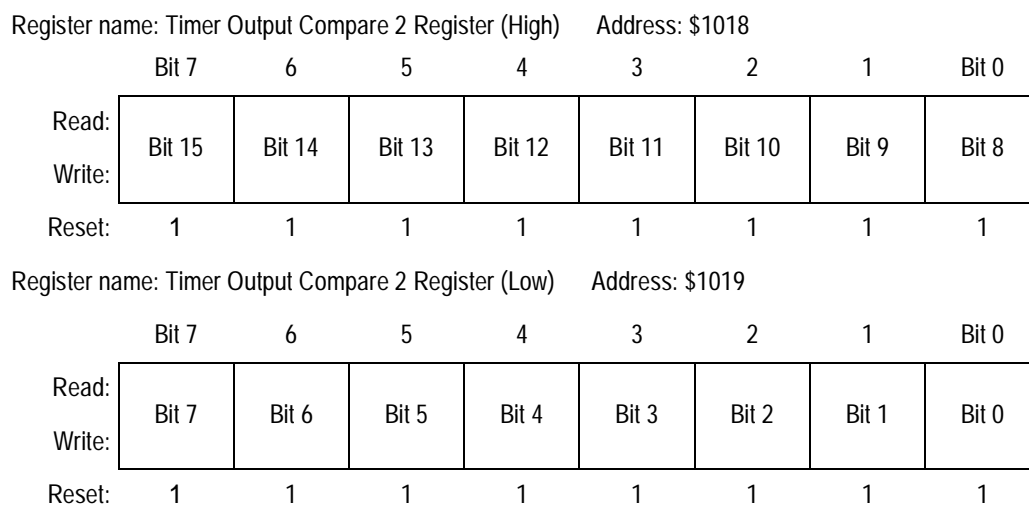 Register name: Timer Output Compare 2 Register (High) Address: $1018
Bit 7 6 5 4 3 2 1 Bit 0
Read:
Bit 15 Bit 14 Bit 13 Bit 12 Bit 11 Bit 10 Bit 9 Bit 8
Write:
Reset: 1 1 1 1 1 1 1 1
Register name: Timer Output Compare 2 Register (Low) Address: $1019
Bit 7 6 5 4 3 2 1 Bit 0
Read:
Bit 7 Bit 6 Bit 5 Bit 4 Bit 3 Bit 2 Bit 1 Bit 0
Write:
Reset: 1 1 1 1 1 1 1 1